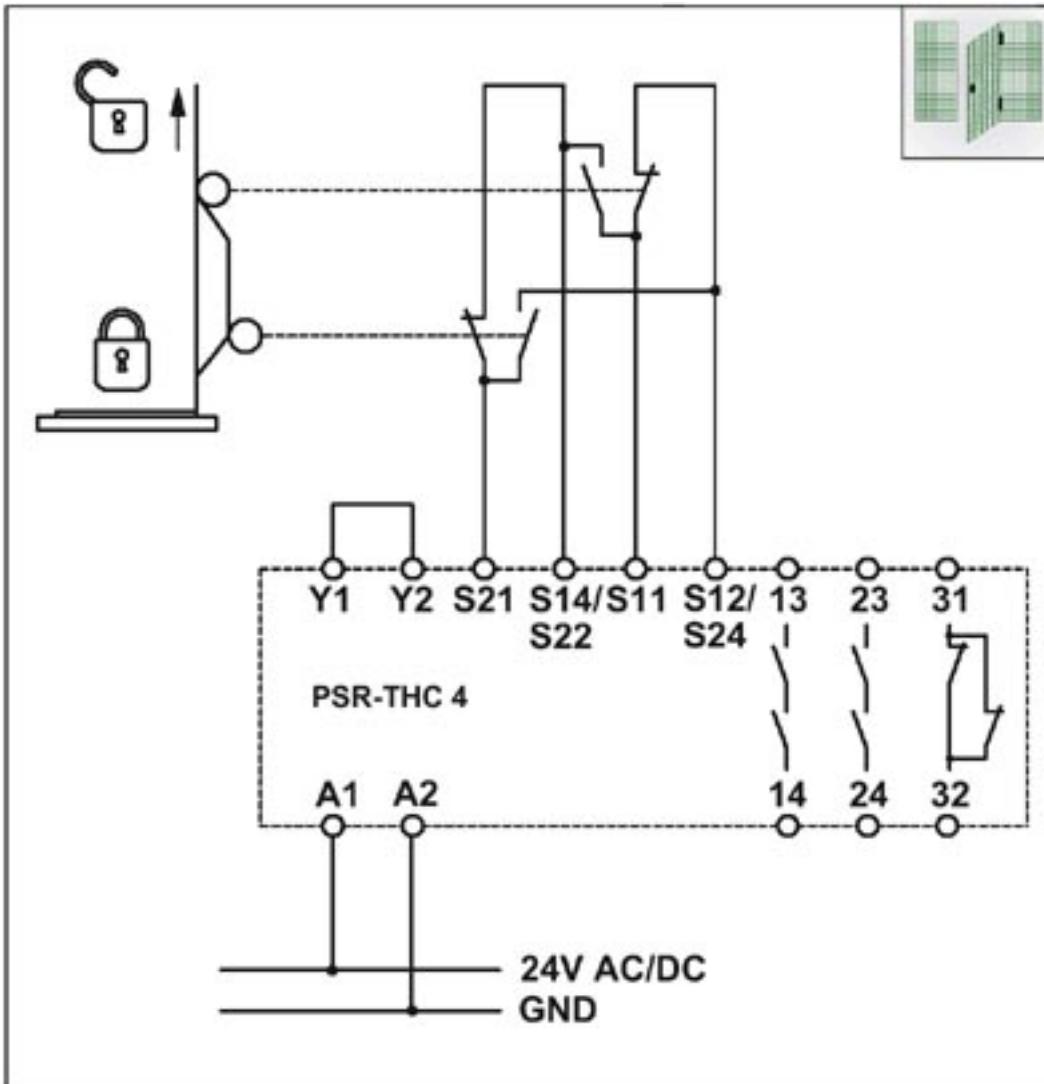 Y1 Y2 S21 S14/S11 S12/ 13 23 31
S22 S24
PSR-THC 4
A1 A2 14 24 32
24V AC/DC
GND